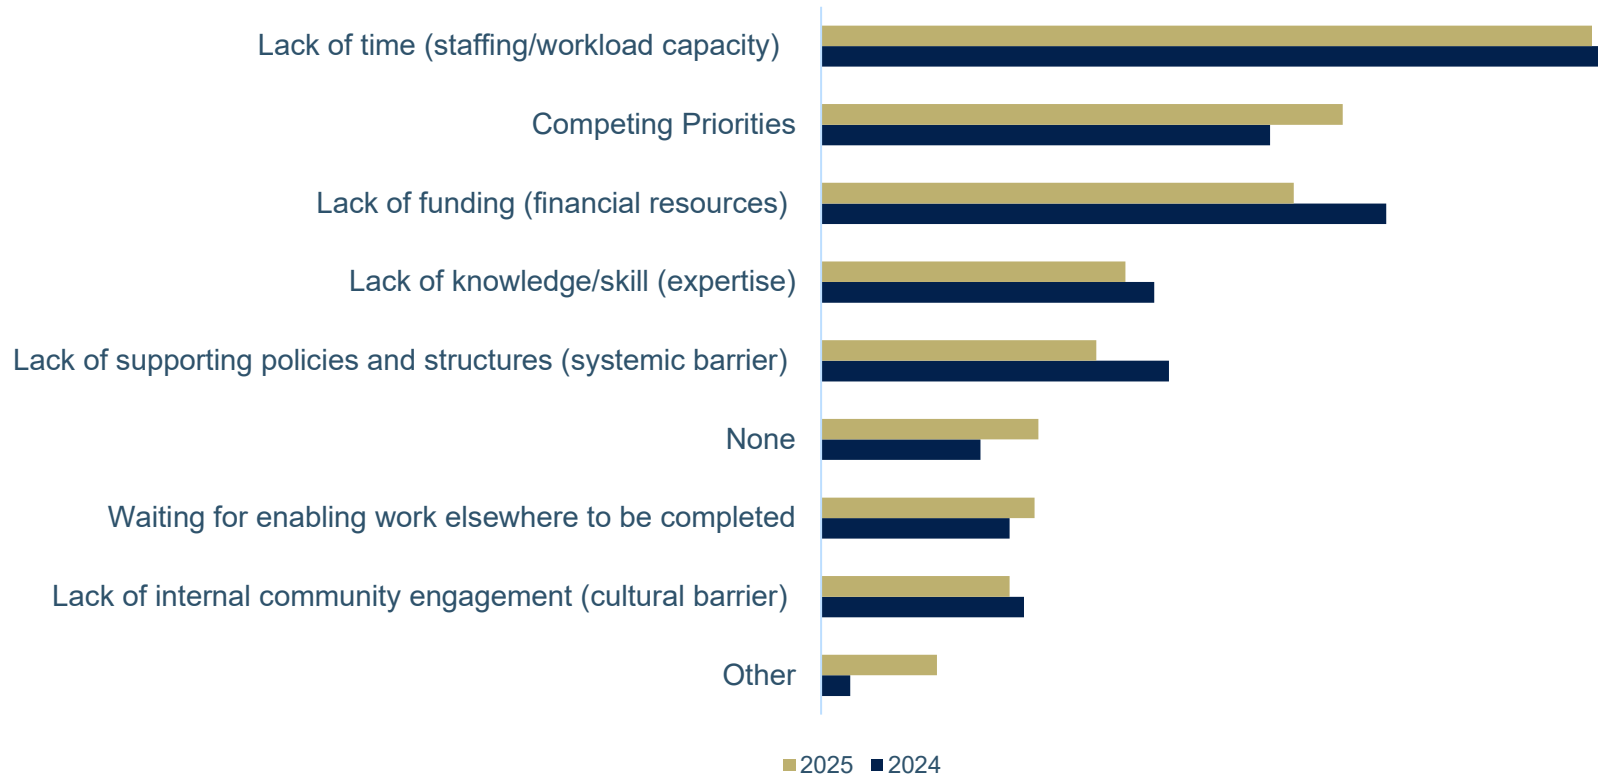 Lack of time (staffing/workload capacity)
Competing Priorities
Lack of funding (financial resources)
Lack of knowledge/skill (expertise)
Lack of supporting policies and structures (systemic barrier)
None
Waiting for enabling work elsewhere to be completed
Lack of internal community engagement (cultural barrier)
Other
2025 2024